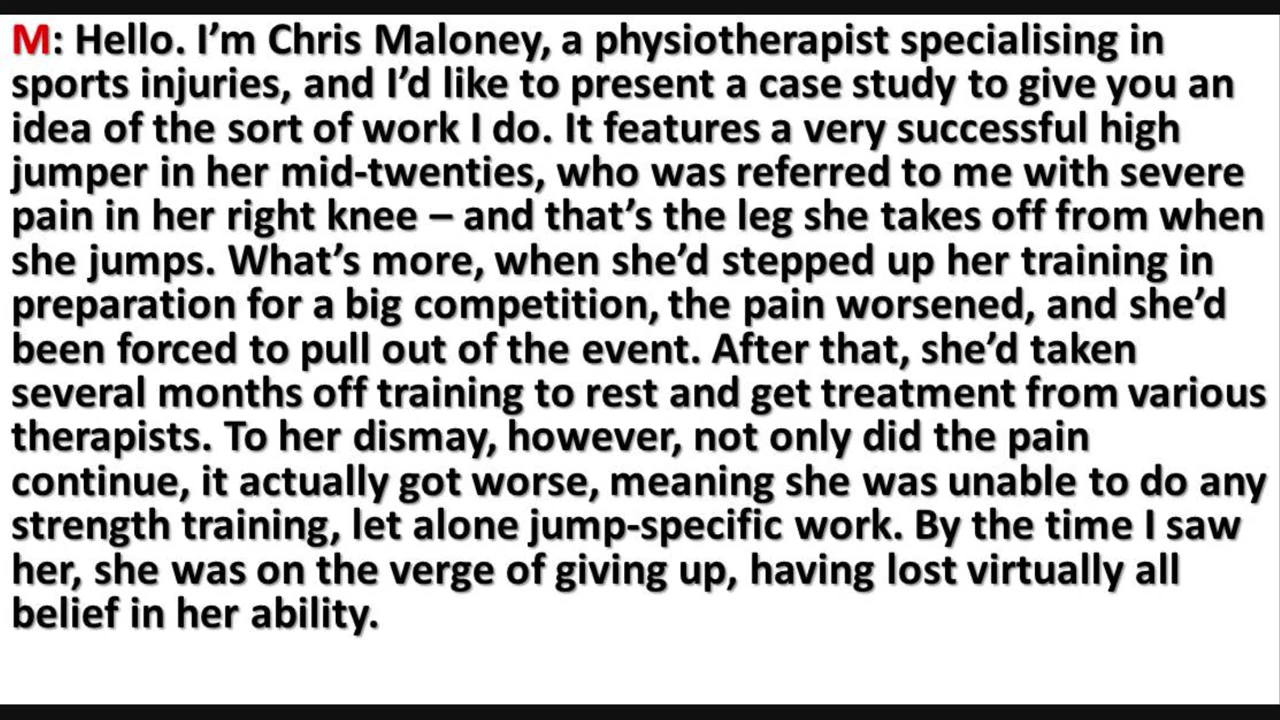 M: Hello. I’m Chris Maloney, a physiotherapist specialising in
sports injuries, and I’d like to present a case study to give you an
idea of the sort of work I do. It features a very successful high
jumper in her mid-twenties, who was referred to me with severe
pain in her right knee – and that’s the leg she takes off from when
she jumps. What’s more, when she’d stepped up her training in
preparation for a big competition, the pain worsened, and she’d
been forced to pull out of the event. After that, she’d taken
several months off training to rest and get treatment from various
therapists. To her dismay, however, not only did the pain
continue, it actually got worse, meaning she was unable to do any
strength training, let alone jump-specific work. By the time I saw
her, she was on the verge of giving up, having lost virtually all
belief in her ability.